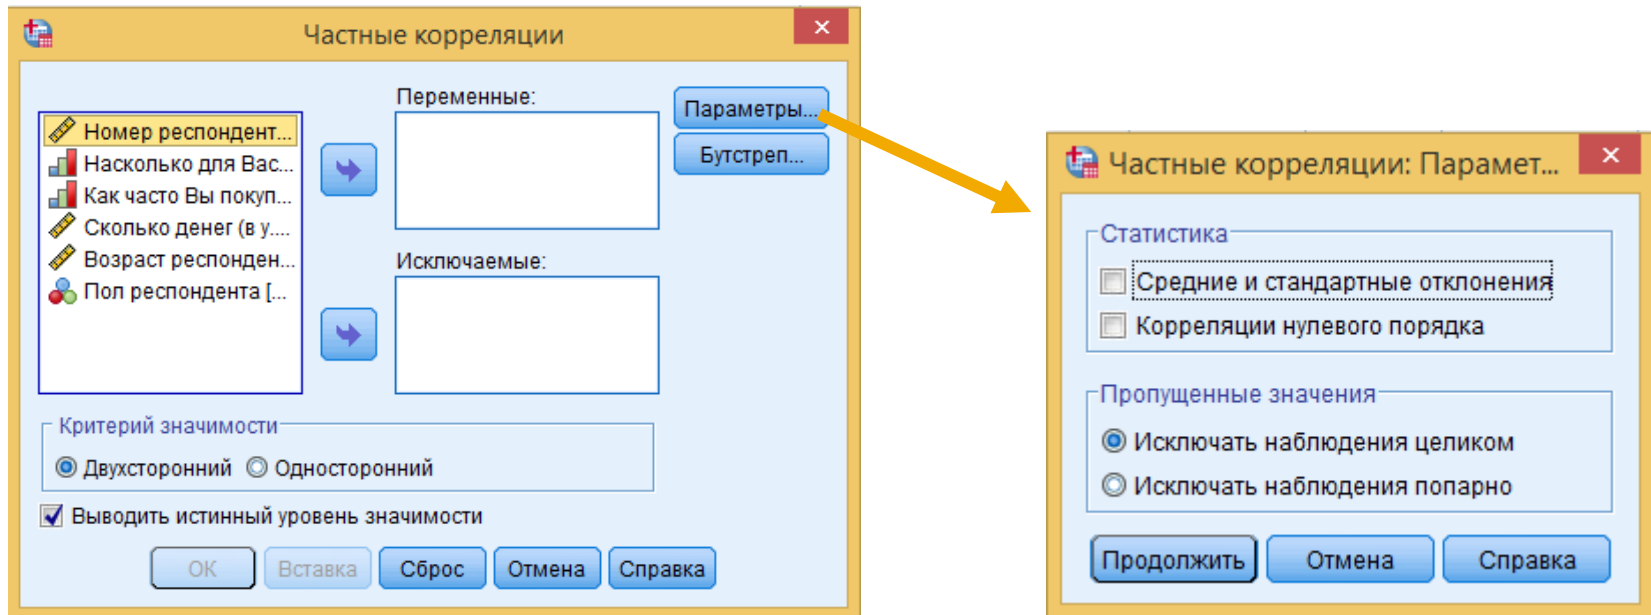 Частные корреляции
Переменные:
Параметры...
Бутстреп...
Номер респондент...
Насколько для Вас...
Как часто Вы покуп...
Сколько денег (в у....
Возраст респонден...
Пол респондента [...
Исключаемые:
Критерий значимости
Двухсторонний Односторонний
Выводить истинный уровень значимости
ОК Вставка Сброс Отмена Справка
Частные корреляции: Парамет...
Статистика
Средние и стандартные отклонения
Корреляции нулевого порядка
Пропущенные значения
Исключать наблюдения целиком
Исключать наблюдения попарно
Продолжить Отмена Справка